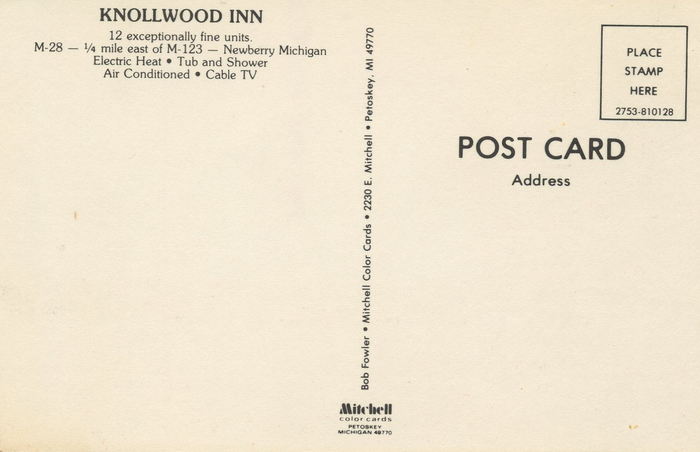 KNOLLWOOD INN
12 exceptionally fine units.
M-28 — ¼ mile east of M-123 — Newberry Michigan
Electric Heat • Tub and Shower
Air Conditioned • Cable TV
Bob Fowler • Mitchell Color Cards • 2230 E. Mitchell • Petoskey, MI 49770
Mitchell
color cards
PETOSKEY
MICHIGAN 49770
PLACE
STAMP
HERE
2753-810128
POST CARD
Address